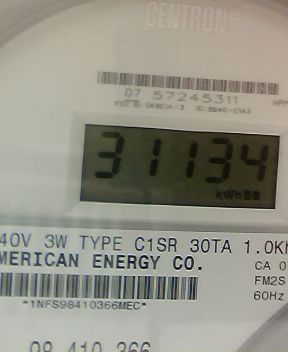 CENTRON®
07 57245311
31134
kWh
40V 3W TYPE C1SR 30TA 1.0K
MERICAN ENERGY CO.
CA 0
FM2S
60Hz
*1NFS98410366MEC*
98 410 366